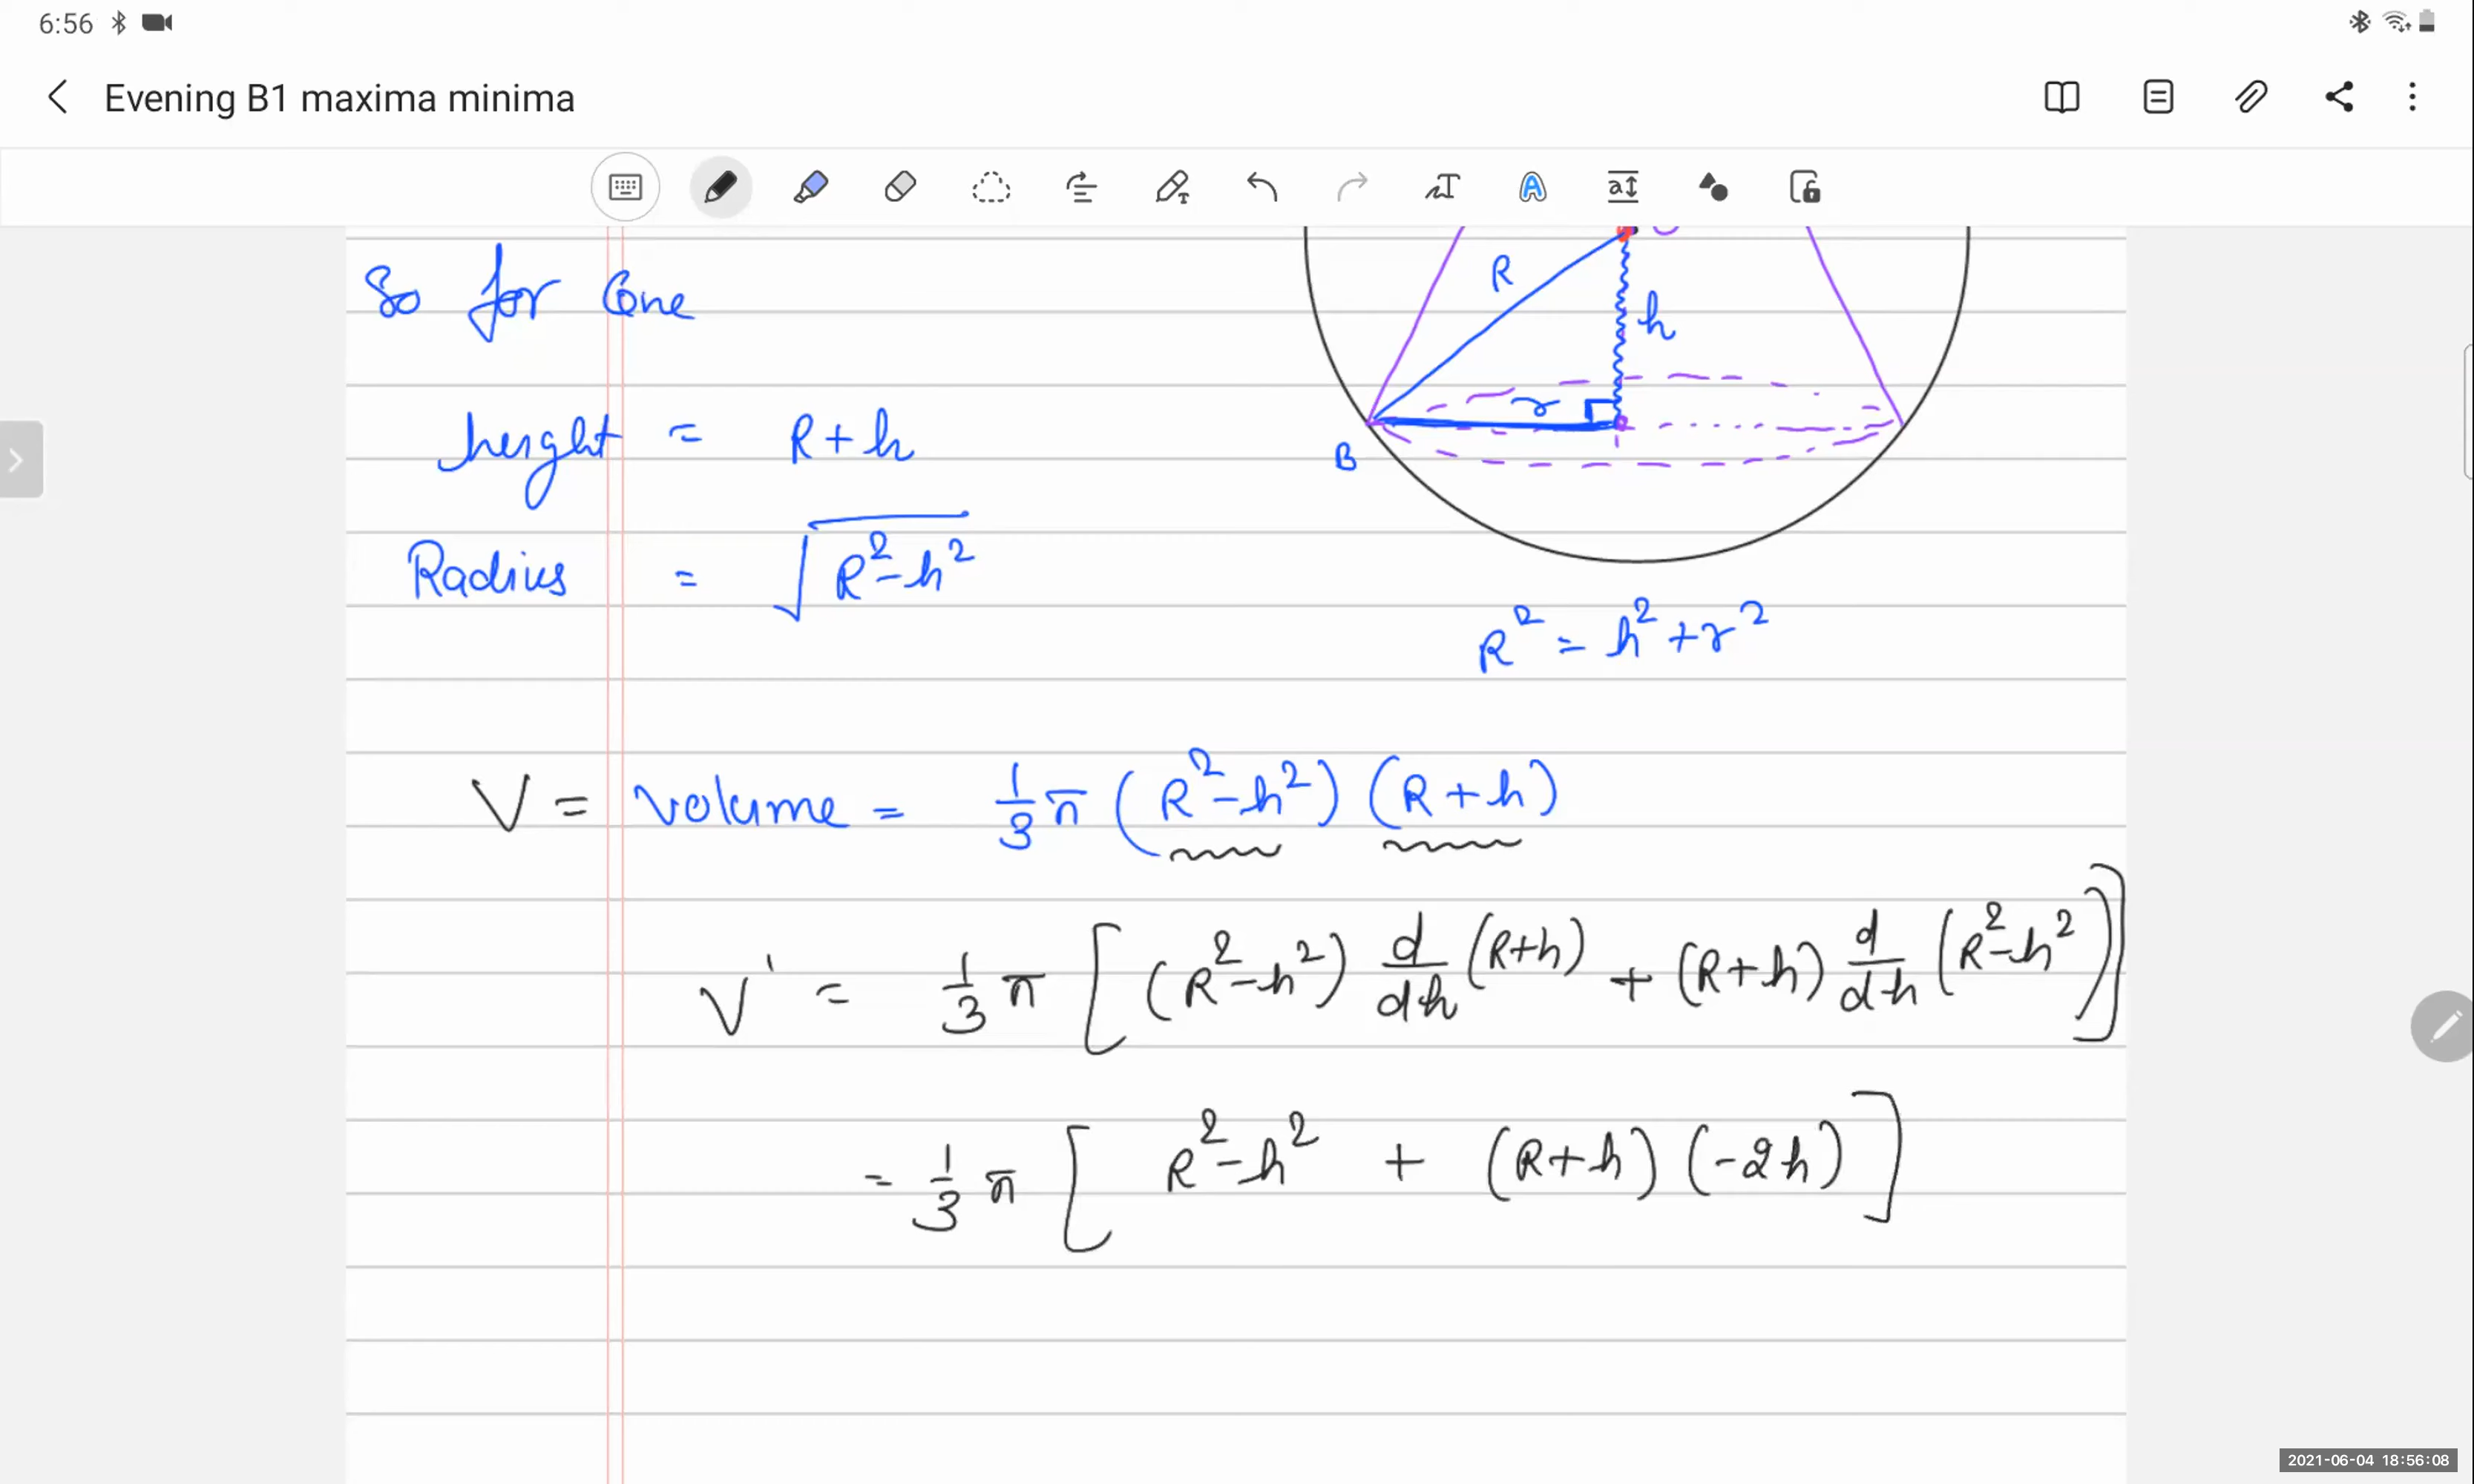 6:56
Evening B1 maxima minima
So for Cone
R
h
height = R + h
r
B
Radius = √(R² - h²)
R² = h² + r²
V = Volume = 1/3 π (R² - h²) (R + h)
V' = 1/3 π [(R² - h²) d/dh (R+h) + (R+h) d/dh (R² - h²)]
= 1/3 π [R² - h² + (R+h) (-2h)]
2021-06-04 18:56:08